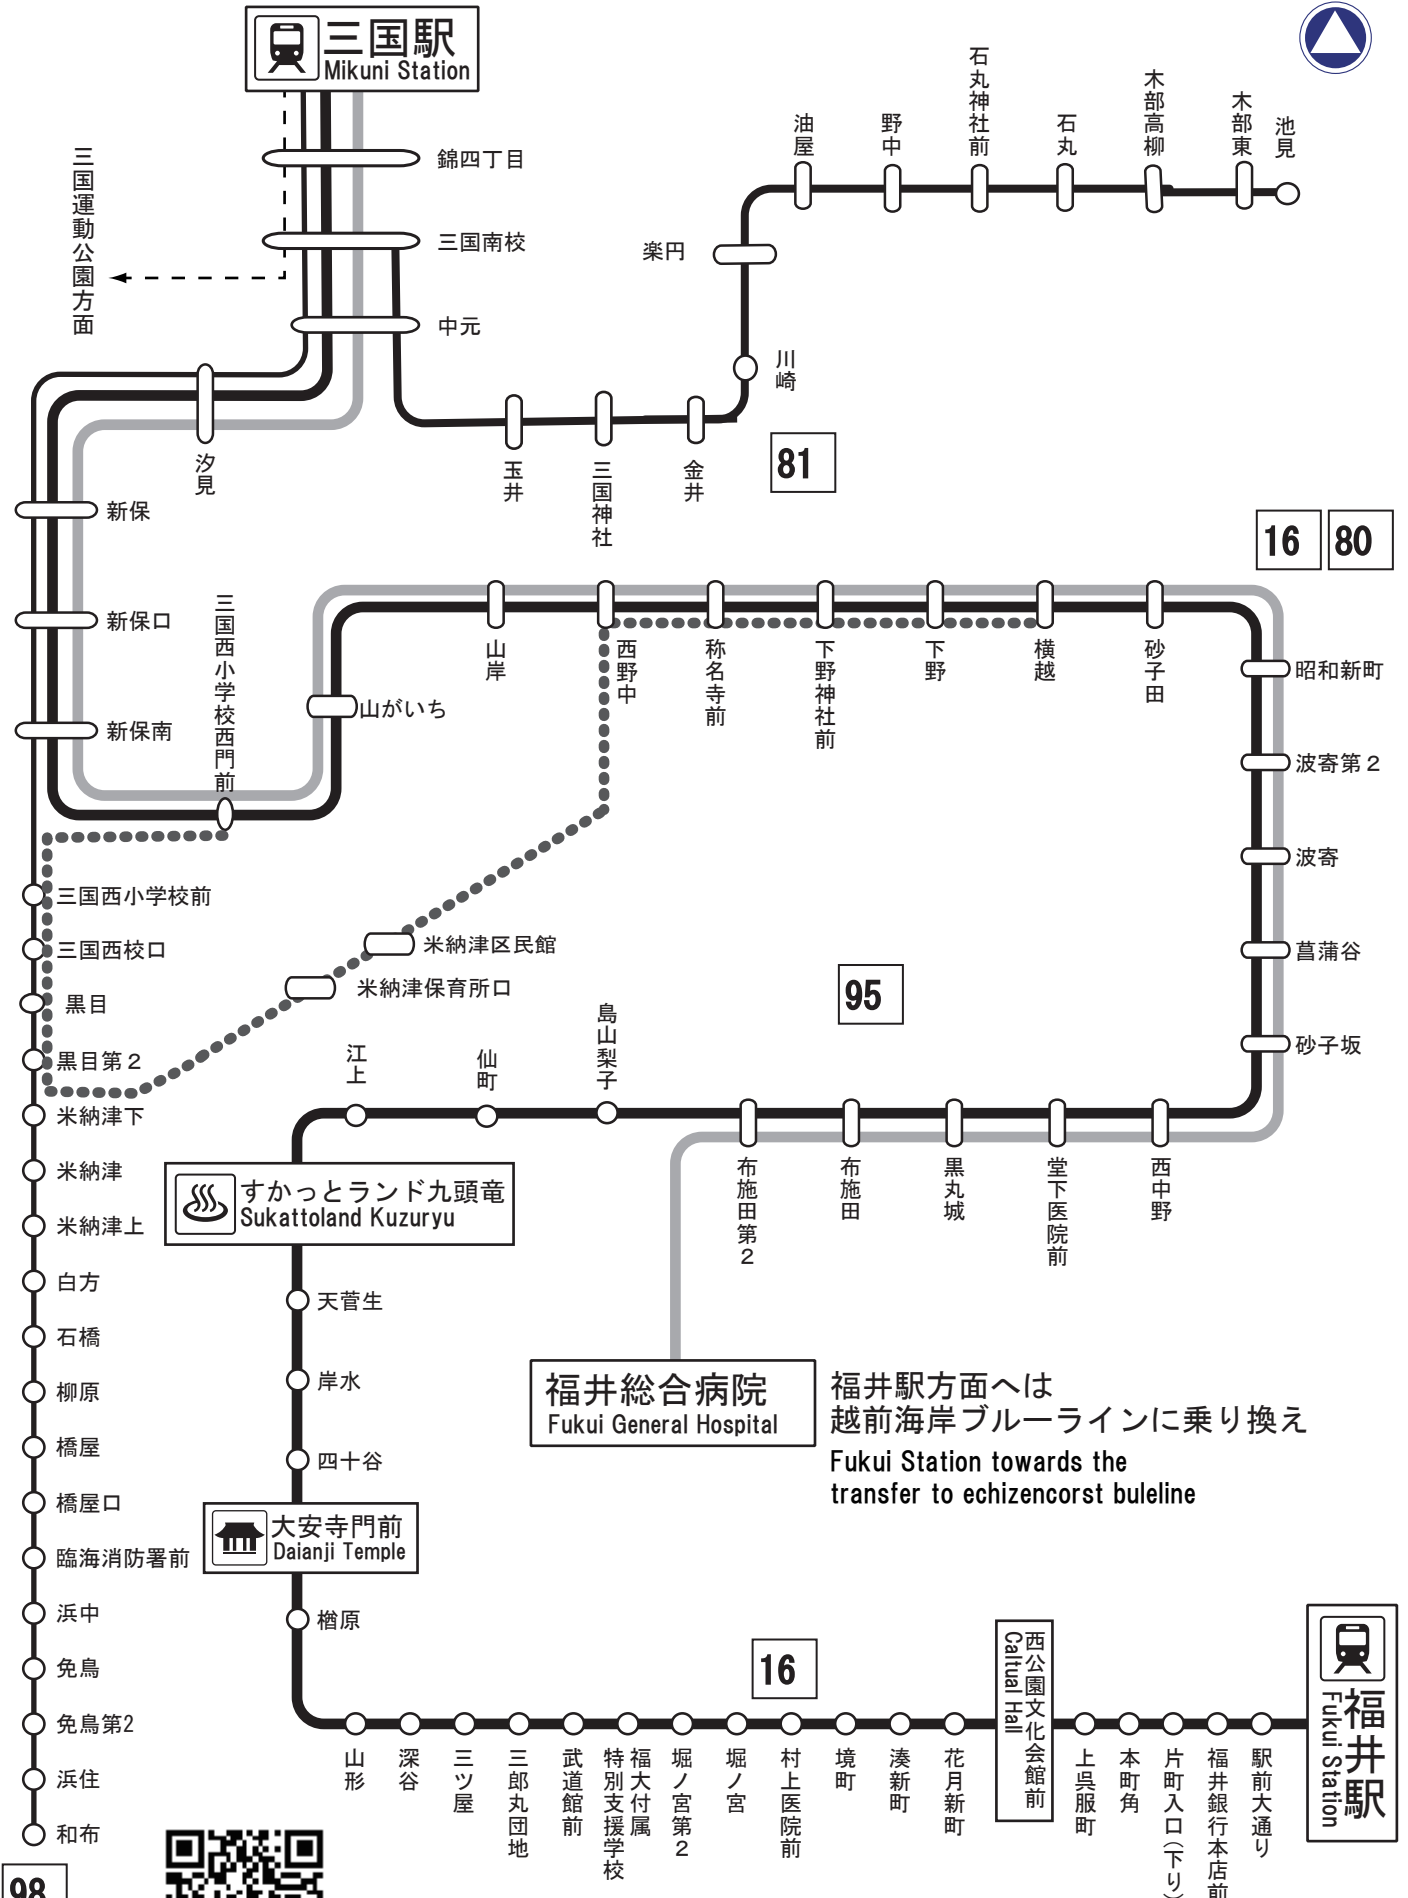 三国駅
Mikuni Station
錦四丁目
三国南校
中元
三国運動公園方面
油屋
野中
石丸神社前
石丸
木部高柳
木部東
池見
楽円
川崎
玉井
三国神社
金井
81
汐見
新保
新保口
新保南
三国西小学校西門前
山がいち
山岸
西野中
称名寺前
下野神社前
下野
横越
砂子田
16
80
昭和新町
波寄第2
波寄
菖蒲谷
砂子坂
三国西小学校前
三国西校口
黒目
黒目第2
米納津下
米納津
米納津上
白方
石橋
柳原
橋屋
橋屋口
臨海消防署前
浜中
免鳥
免鳥第2
浜住
和布
98
米納津区民館
米納津保育所口
95
江上
仙町
島山梨子
布施田第2
布施田
黒丸城
堂下医院前
西中野
すかっとランド九頭竜
Sukattoland Kuzuryu
天菅生
岸水
四十谷
大安寺門前
Daianji Temple
楢原
福井総合病院
Fukui General Hospital
福井駅方面へは
越前海岸ブルーラインに乗り換え
Fukui Station towards the
transfer to echizencorst buleline
16
山形
深谷
三ツ屋
三郎丸団地
武道館前
福大付属
特別支援学校
堀ノ宮第2
堀ノ宮
村上医院前
境町
湊新町
花月新町
西公園文化会館前
Caltual Hall
上呉服町
本町角
片町入口(下り)
福井銀行本店前
駅前大通り
福井駅
Fukui Station